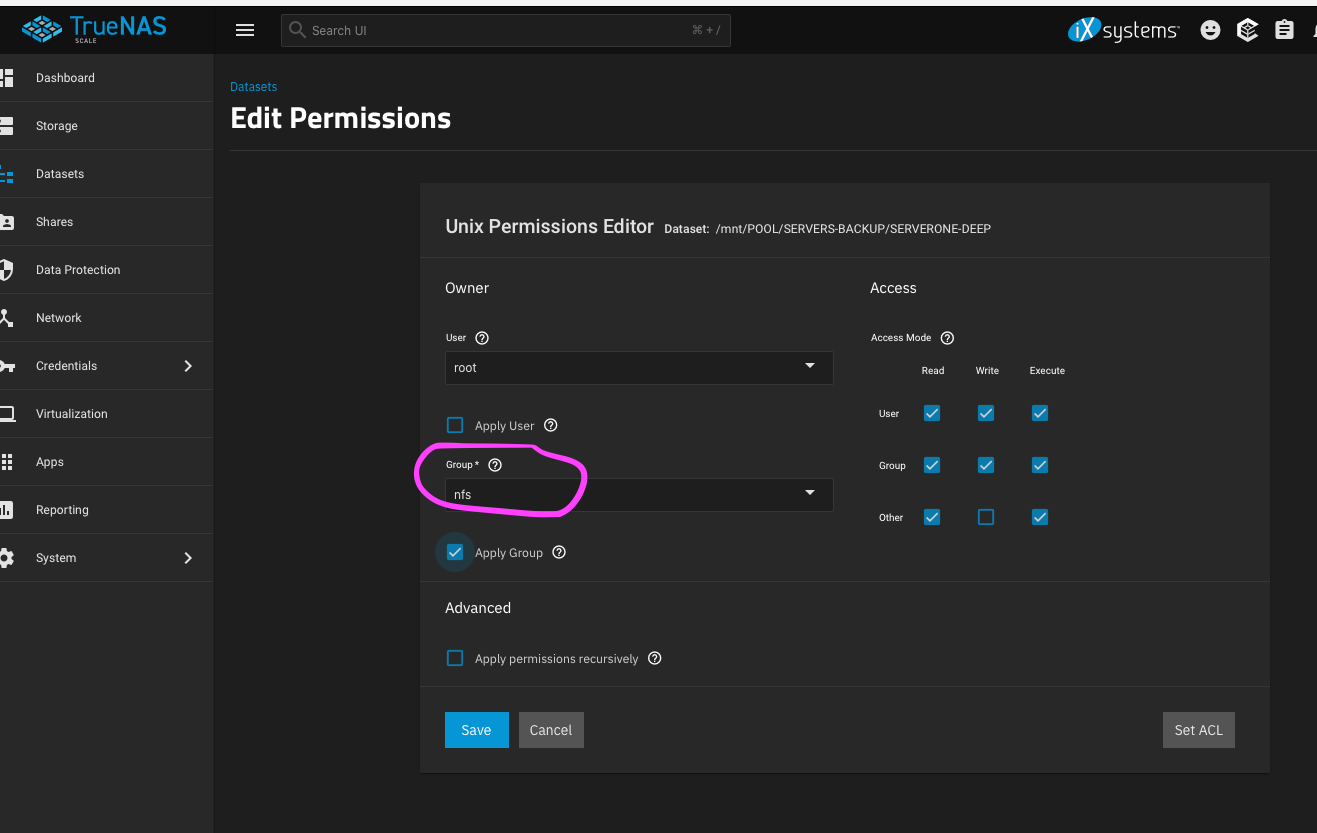 TrueNAS
SCALE
Search UI
⌘ + /
iXsystems™
Dashboard
Storage
Datasets
Shares
Data Protection
Network
Credentials
Virtualization
Apps
Reporting
System
Datasets
Edit Permissions
Unix Permissions Editor Dataset: /mnt/POOL/SERVERS-BACKUP/SERVERONE-DEEP
Owner
User
root
Apply User
Group *
nfs
Apply Group
Access
Access Mode
Read Write Execute
User
Group
Other
Advanced
Apply permissions recursively
Save Cancel Set ACL